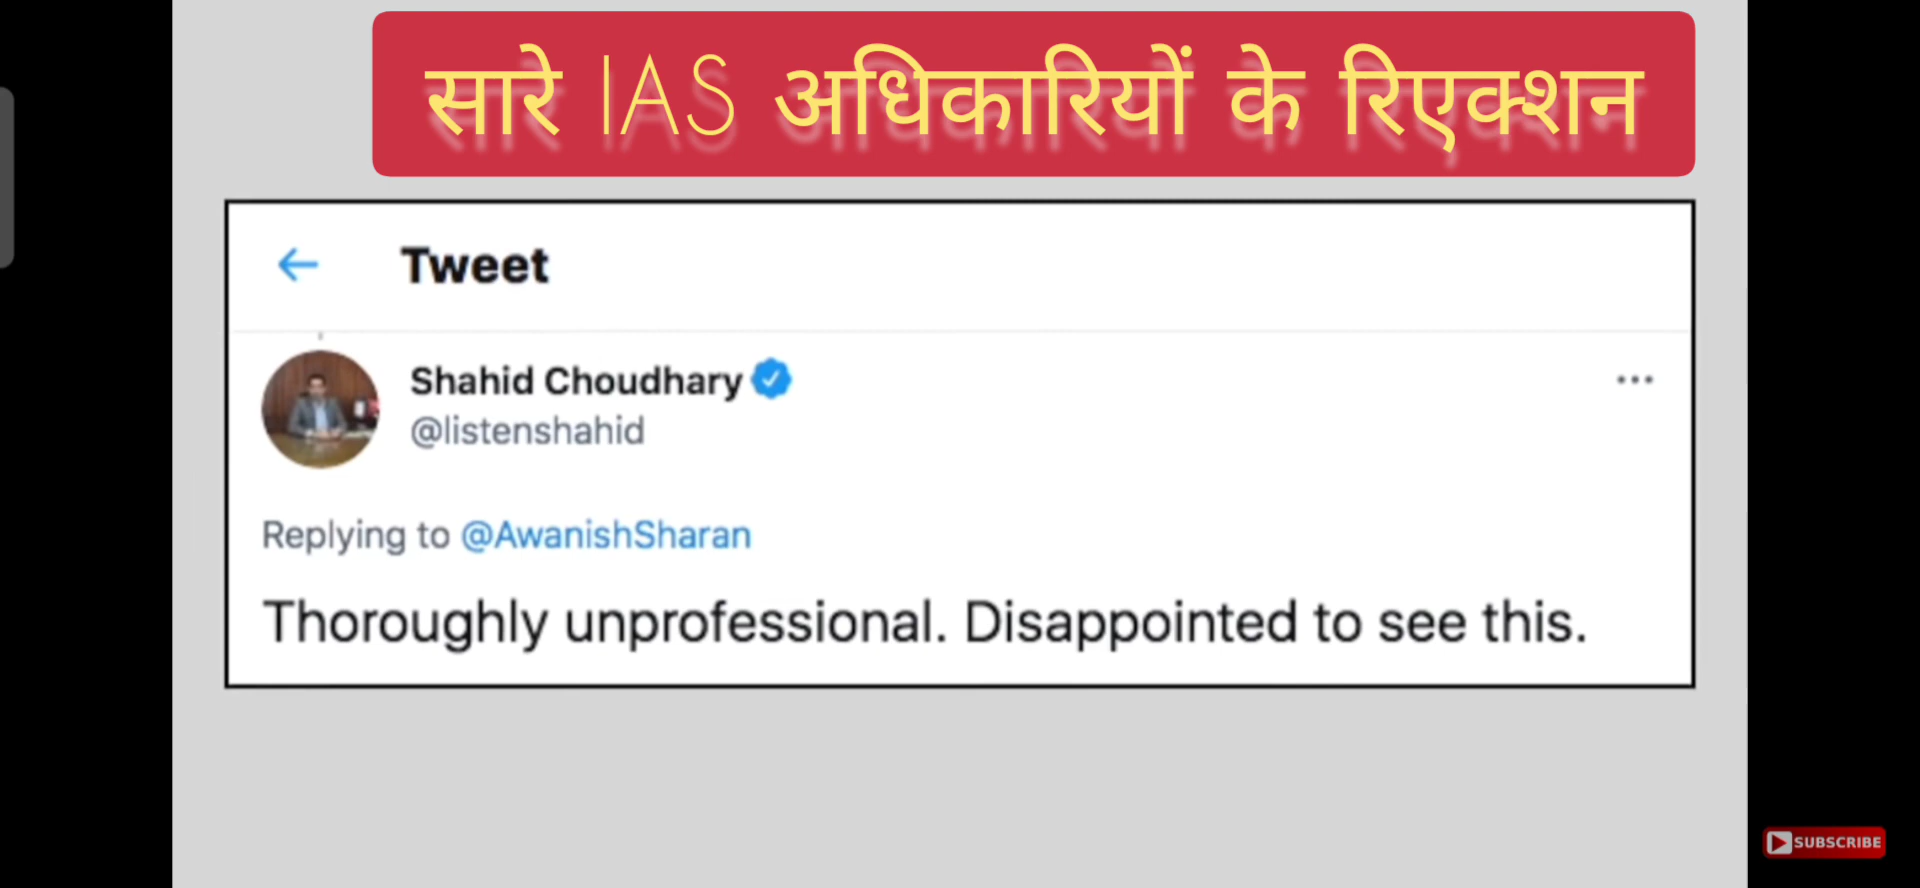 सारे IAS अधिकारियों के रिएक्शन
Tweet
Shahid Choudhary
@listenshahid
Replying to @AwanishSharan
Thoroughly unprofessional. Disappointed to see this.
SUBSCRIBE